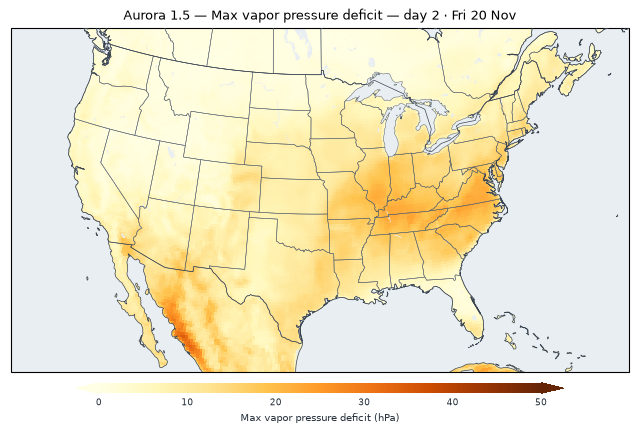 Aurora 1.5 — Max vapor pressure deficit — day 2 · Fri 20 Nov
0 10 20 30 40 50
Max vapor pressure deficit (hPa)